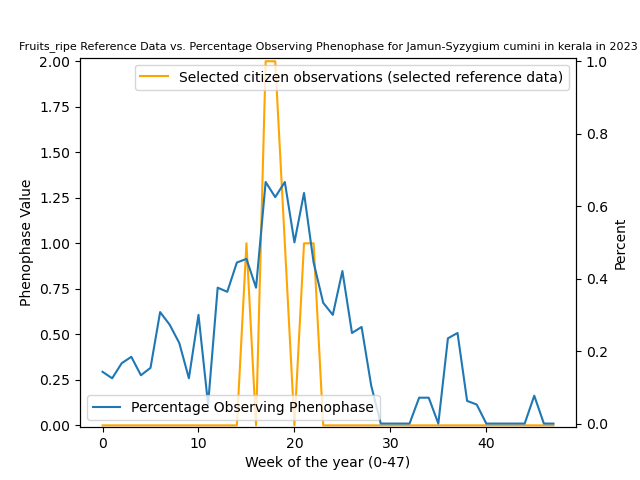 Fruits_ripe Reference Data vs. Percentage Observing Phenophase for Jamun-Syzygium cumini in kerala in 2023
Selected citizen observations (selected reference data)
Percentage Observing Phenophase
Phenophase Value
2.00
1.75
1.50
1.25
1.00
0.75
0.50
0.25
0.00
Percent
1.0
0.8
0.6
0.4
0.2
0.0
0 10 20 30 40
Week of the year (0-47)